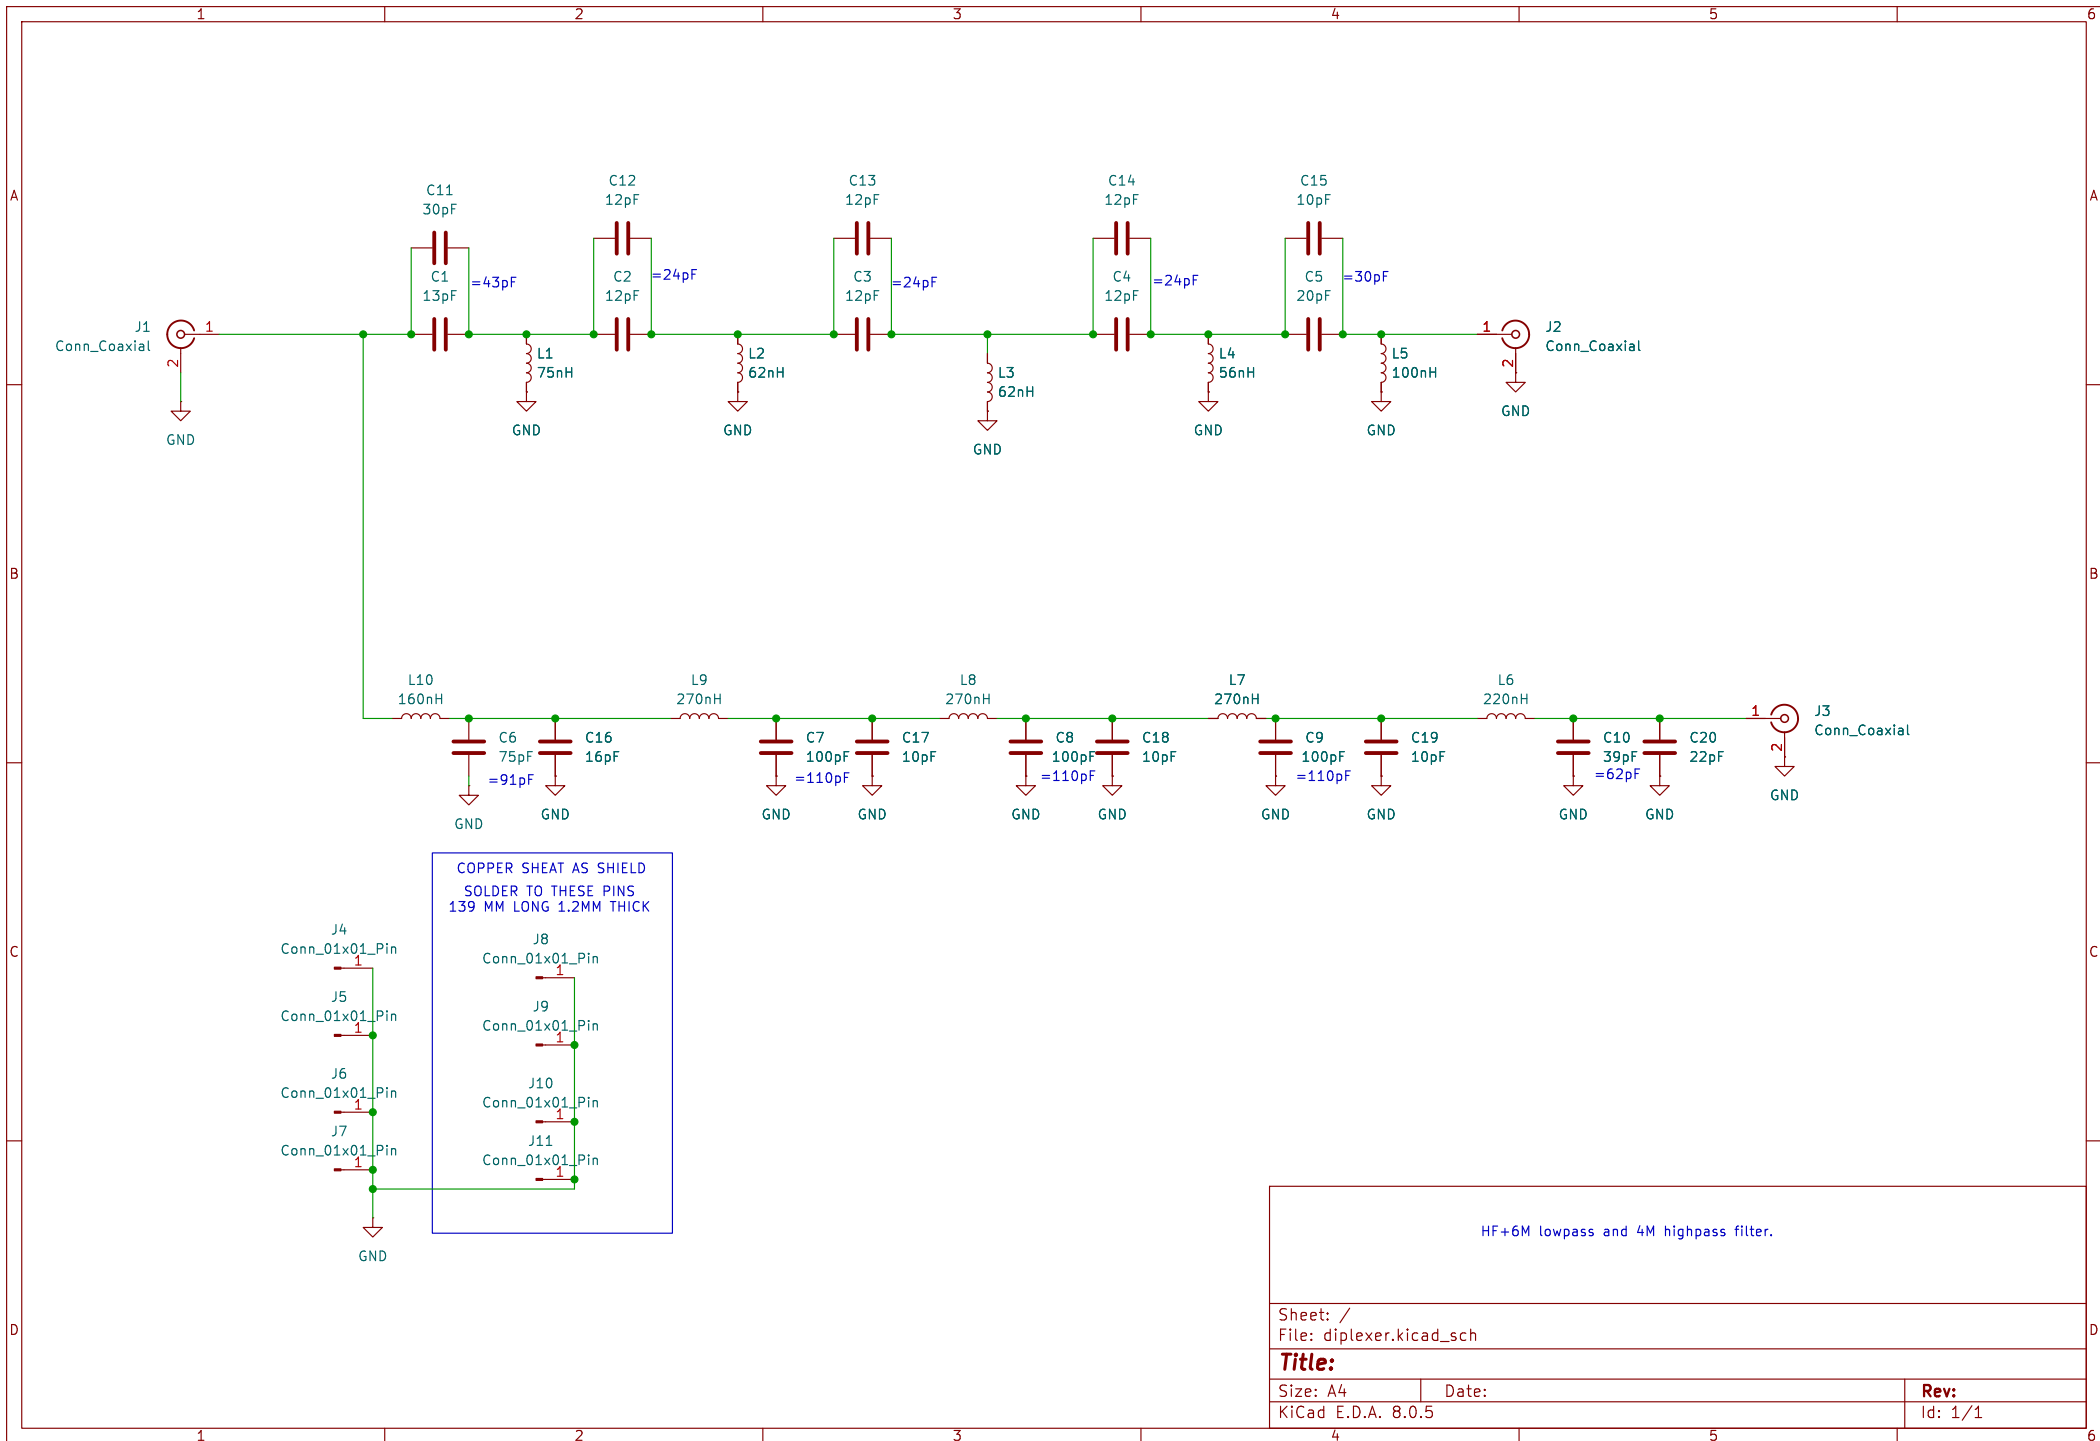 1 2 3 4 5 6
A A
C11
30pF
C1
13pF
=43pF
C12
12pF
C2
12pF
=24pF
C13
12pF
C3
12pF
=24pF
C14
12pF
C4
12pF
=24pF
C15
10pF
C5
20pF
=30pF
J1
Conn_Coaxial
1
2
GND
L1
75nH
GND
L2
62nH
GND
L3
62nH
GND
L4
56nH
GND
L5
100nH
GND
1
J2
Conn_Coaxial
2
GND
B B
L10
160nH
L9
270nH
L8
270nH
L7
270nH
L6
220nH
C6
75pF
=91pF
GND
C16
16pF
GND
C7
100pF
=110pF
GND
C17
10pF
GND
C8
100pF
=110pF
GND
C18
10pF
GND
C9
100pF
=110pF
GND
C19
10pF
GND
C10
39pF
=62pF
GND
C20
22pF
GND
1
J3
Conn_Coaxial
2
GND
C C
COPPER SHEAT AS SHIELD
SOLDER TO THESE PINS
139 MM LONG 1.2MM THICK
J4
Conn_01x01_Pin
1
J5
Conn_01x01_Pin
1
J6
Conn_01x01_Pin
1
J7
Conn_01x01_Pin
1
GND
J8
Conn_01x01_Pin
1
J9
Conn_01x01_Pin
1
J10
Conn_01x01_Pin
1
J11
Conn_01x01_Pin
1
D D
HF+6M lowpass and 4M highpass filter.
Sheet: /
File: diplexer.kicad_sch
Title:
Size: A4 Date: Rev:
KiCad E.D.A. 8.0.5 Id: 1/1
1 2 3 4 5 6